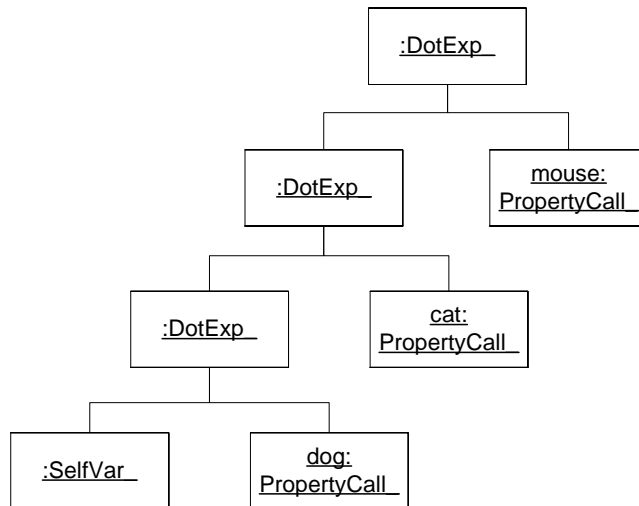 :DotExp_
:DotExp_
mouse:
PropertyCall_
:DotExp_
cat:
PropertyCall_
:SelfVar_
dog:
PropertyCall_